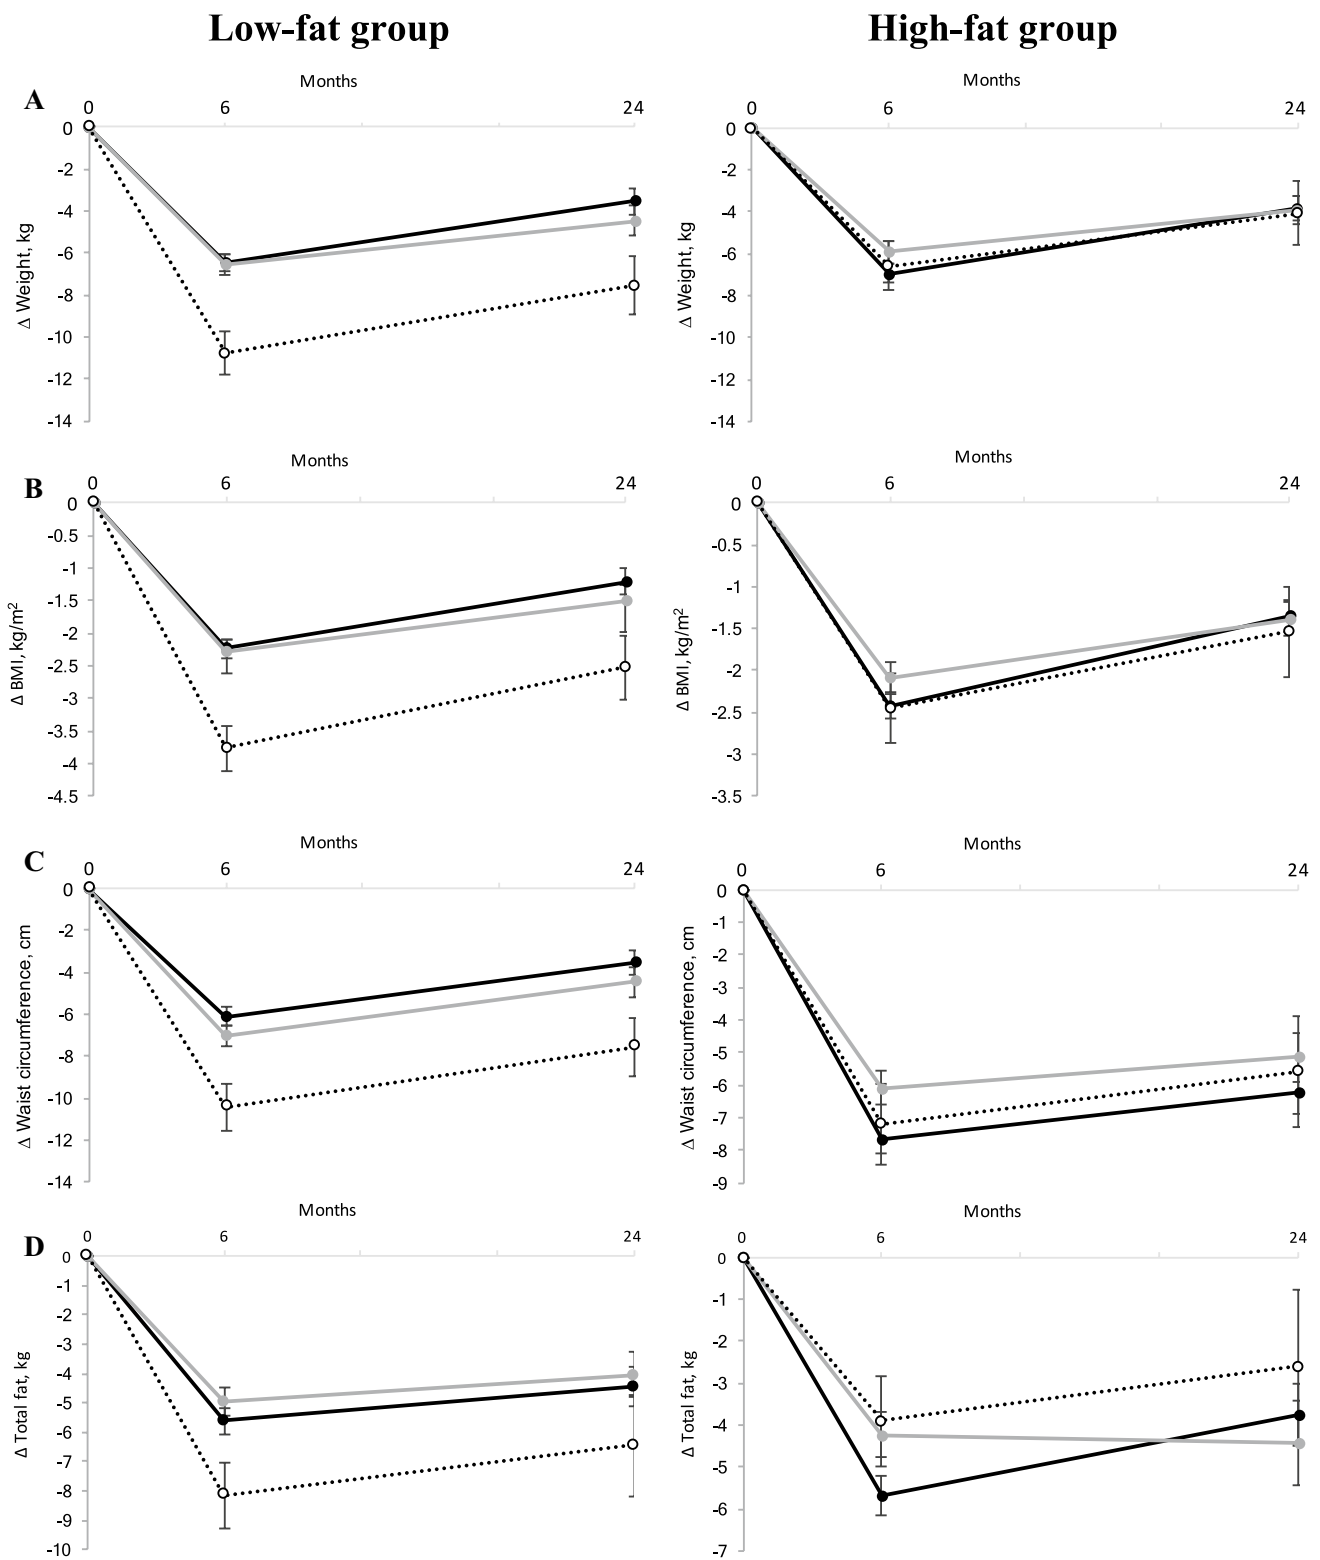 Low-fat group
High-fat group
A
Months
0 6 24
0
-2
-4
-6
-8
-10
-12
-14
Δ Weight, kg
Months
0 6 24
0
-2
-4
-6
-8
-10
-12
-14
Δ Weight, kg
B
Months
0 6 24
0
-0.5
-1
-1.5
-2
-2.5
-3
-3.5
-4
-4.5
Δ BMI, kg/m²
Months
0 6 24
0
-0.5
-1
-1.5
-2
-2.5
-3
-3.5
Δ BMI, kg/m²
C
Months
0 6 24
0
-2
-4
-6
-8
-10
-12
-14
Δ Waist circumference, cm
Months
0 6 24
0
-1
-2
-3
-4
-5
-6
-7
-8
-9
Δ Waist circumference, cm
D
Months
0 6 24
0
-1
-2
-3
-4
-5
-6
-7
-8
-9
-10
Δ Total fat, kg
Months
0 6 24
0
-1
-2
-3
-4
-5
-6
-7
Δ Total fat, kg